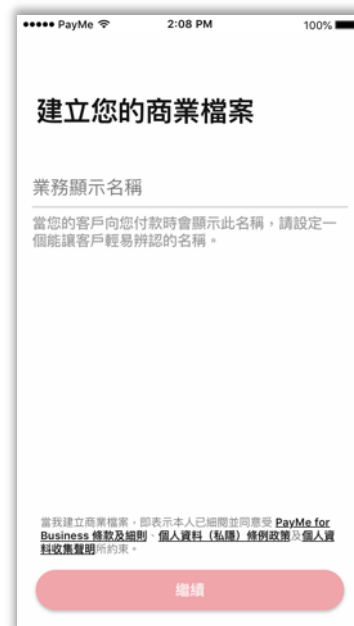 PayMe 2:08 PM 100%
建立您的商業檔案
業務顯示名稱
當您的客戶向您付款時會顯示此名稱，請設定一
個能讓客戶輕易辨認的名稱。
當我建立商業檔案，即表示本人已細閱並同意受 PayMe for
Business 條款及細則、個人資料（私隱）條例政策及個人資
料收集聲明所約束。
繼續